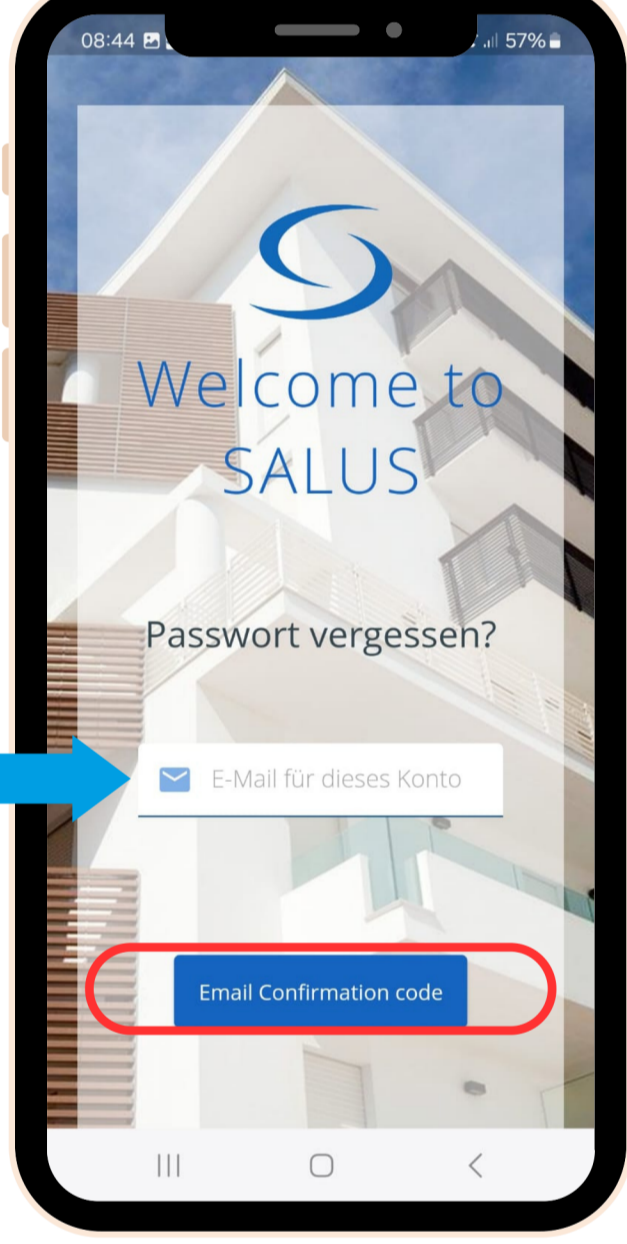 08:44
57%
Welcome to
SALUS
Passwort vergessen?
E-Mail für dieses Konto
Email Confirmation code